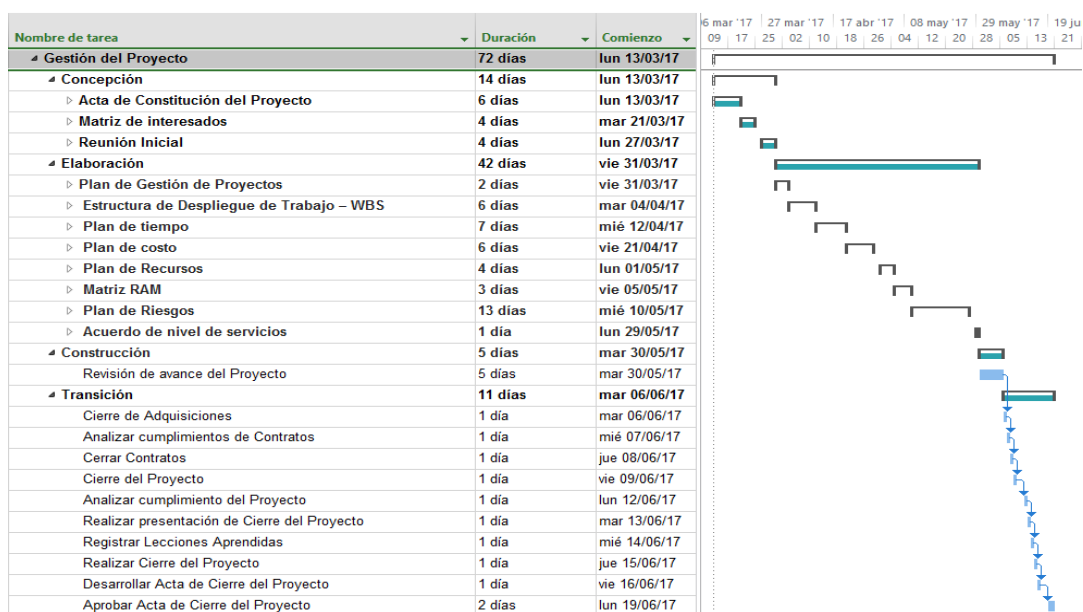 6 mar '17 27 mar '17 17 abr '17 08 may '17 29 may '17 19 ju
Nombre de tarea Duración Comienzo 09 17 25 02 10 18 26 04 12 20 28 05 13 21
Gestión del Proyecto 72 días lun 13/03/17
Concepción 14 días lun 13/03/17
Acta de Constitución del Proyecto 6 días lun 13/03/17
Matriz de interesados 4 días mar 21/03/17
Reunión Inicial 4 días lun 27/03/17
Elaboración 42 días vie 31/03/17
Plan de Gestión de Proyectos 2 días vie 31/03/17
Estructura de Despliegue de Trabajo – WBS 6 días mar 04/04/17
Plan de tiempo 7 días mié 12/04/17
Plan de costo 6 días vie 21/04/17
Plan de Recursos 4 días lun 01/05/17
Matriz RAM 3 días vie 05/05/17
Plan de Riesgos 13 días mié 10/05/17
Acuerdo de nivel de servicios 1 día lun 29/05/17
Construcción 5 días mar 30/05/17
Revisión de avance del Proyecto 5 días mar 30/05/17
Transición 11 días mar 06/06/17
Cierre de Adquisiciones 1 día mar 06/06/17
Analizar cumplimientos de Contratos 1 día mié 07/06/17
Cerrar Contratos 1 día jue 08/06/17
Cierre del Proyecto 1 día vie 09/06/17
Analizar cumplimiento del Proyecto 1 día lun 12/06/17
Realizar presentación de Cierre del Proyecto 1 día mar 13/06/17
Registrar Lecciones Aprendidas 1 día mié 14/06/17
Realizar Cierre del Proyecto 1 día jue 15/06/17
Desarrollar Acta de Cierre del Proyecto 1 día vie 16/06/17
Aprobar Acta de Cierre del Proyecto 2 días lun 19/06/17